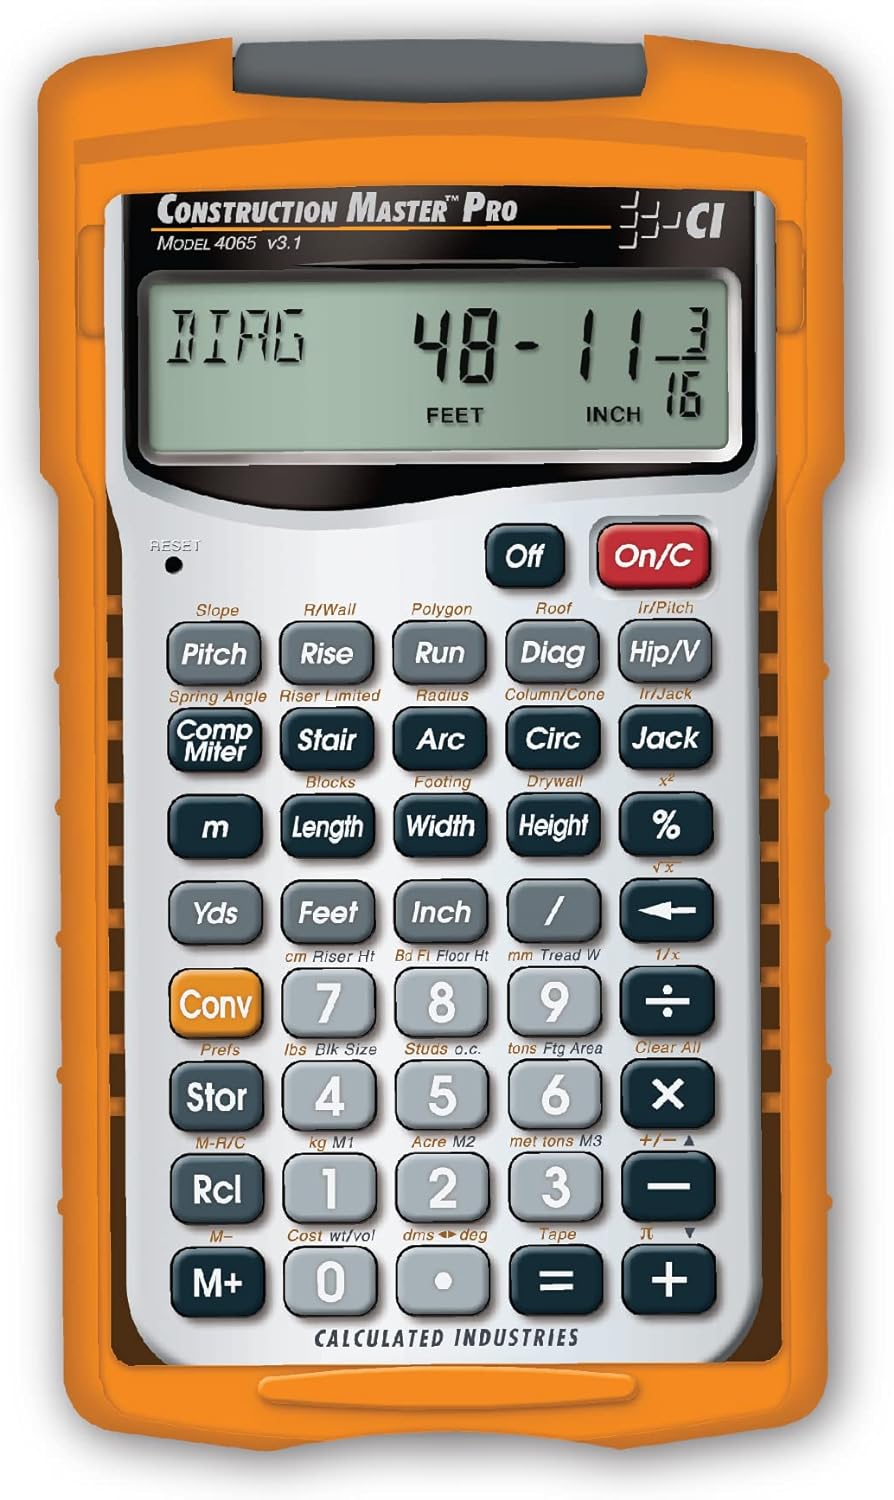 CONSTRUCTION MASTER™ PRO
MODEL 4065 v3.1
CI
DIAG 48-11 3/16
FEET INCH
RESET
Off On/C
Slope R/Wall Polygon Roof Ir/Pitch
Pitch Rise Run Diag Hip/V
Spring Angle Riser Limited Radius Column/Cone Ir/Jack
Comp Miter Stair Arc Circ Jack
Blocks Footing Drywall x²
m Length Width Height %
√x
Yds Feet Inch / ←
cm Riser Ht Bd Ft Floor Ht mm Tread W 1/x
Conv 7 8 9 ÷
Prefs lbs Blk Size Studs o.c. tons Ftg Area Clear All
Stor 4 5 6 ×
M-R/C kg M1 Acre M2 met tons M3 +/− ▲
Rcl 1 2 3 −
M− Cost wt/vol dms◄►deg Tape π ▼
M+ 0 • = +
CALCULATED INDUSTRIES